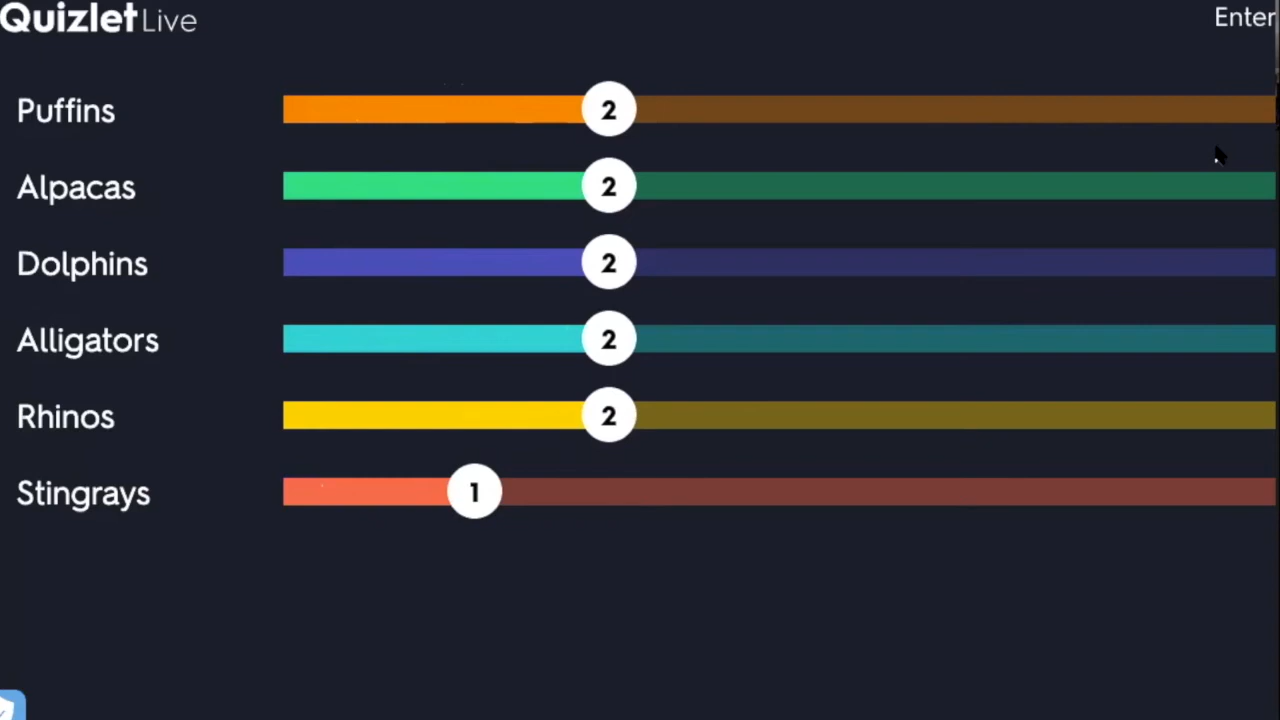 Quizlet Live
Enter
Puffins 2
Alpacas 2
Dolphins 2
Alligators 2
Rhinos 2
Stingrays 1